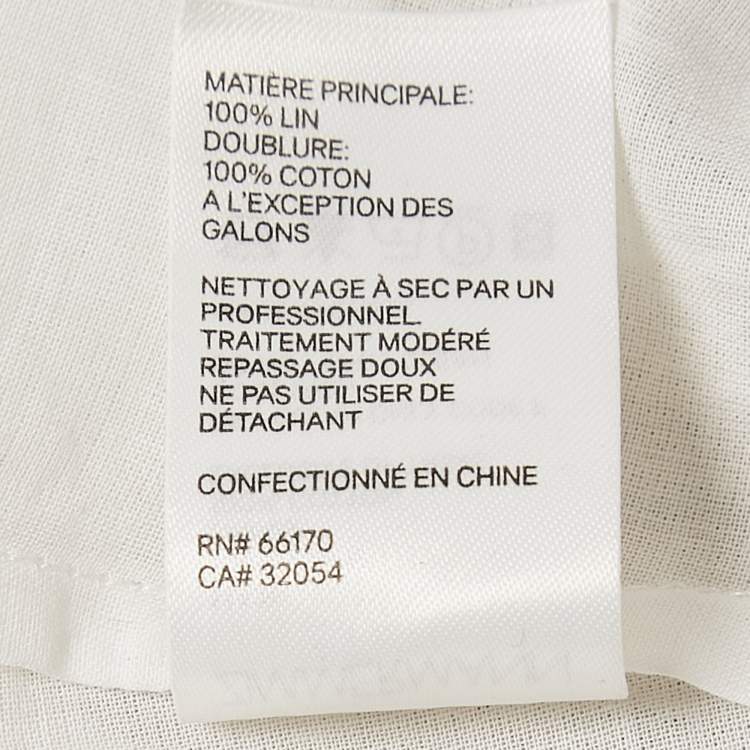 MATIÈRE PRINCIPALE:
100% LIN
DOUBLURE:
100% COTON
A L'EXCEPTION DES
GALONS
NETTOYAGE À SEC PAR UN
PROFESSIONNEL.
TRAITEMENT MODÉRÉ
REPASSAGE DOUX
NE PAS UTILISER DE
DÉTACHANT
CONFECTIONNÉ EN CHINE
RN# 66170
CA# 32054